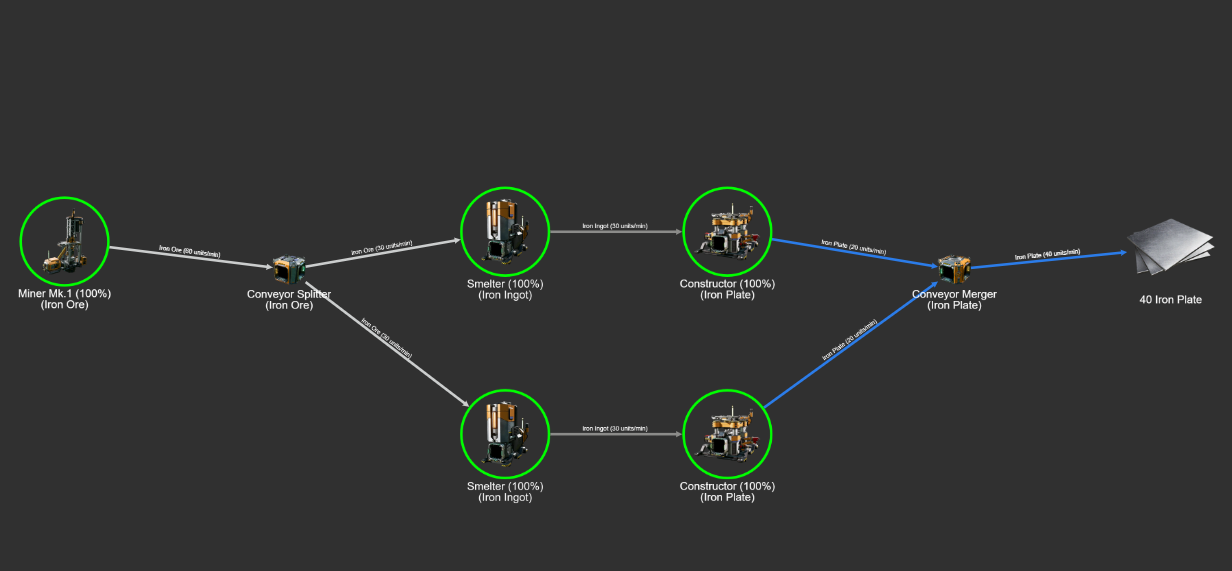 Iron Ore (60 units/min)
Iron Ore (30 units/min)
Iron Ingot (30 units/min)
Iron Plate (20 units/min)
Iron Plate (40 units/min)
Miner Mk.1 (100%)
(Iron Ore)
Conveyor Splitter
(Iron Ore)
Smelter (100%)
(Iron Ingot)
Constructor (100%)
(Iron Plate)
Conveyor Merger
(Iron Plate)
40 Iron Plate
Iron Ore (30 units/min)
Iron Plate (20 units/min)
Iron Ingot (30 units/min)
Smelter (100%)
(Iron Ingot)
Constructor (100%)
(Iron Plate)